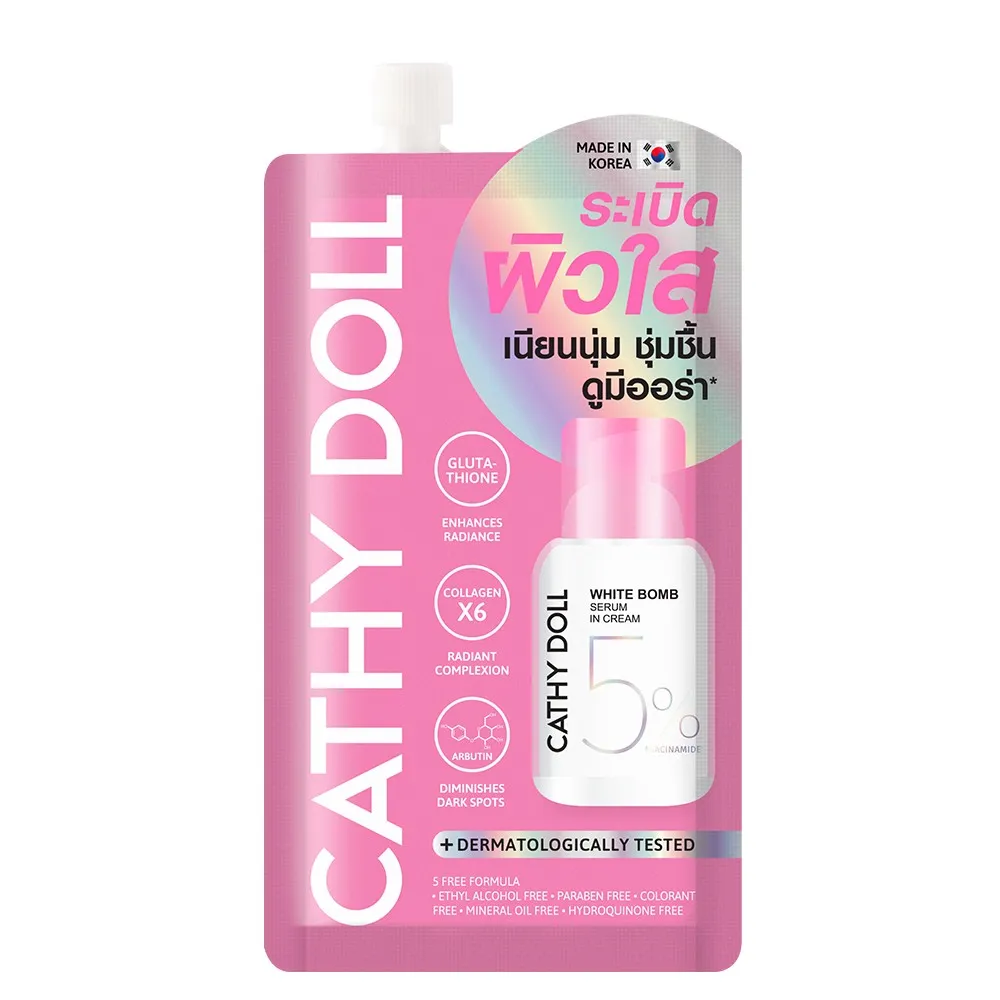 CATHY DOLL
MADE IN
KOREA
ระเบิด
ผิวใส
เนียนนุ่ม ชุ่มชื้น
ดูมีออร่า*
GLUTA-
THIONE
ENHANCES
RADIANCE
COLLAGEN
X6
RADIANT
COMPLEXION
ARBUTIN
DIMINISHES
DARK SPOTS
CATHY DOLL
WHITE BOMB
SERUM
IN CREAM
5%
NIACINAMIDE
+ DERMATOLOGICALLY TESTED
5 FREE FORMULA
• ETHYL ALCOHOL FREE • PARABEN FREE • COLORANT
FREE • MINERAL OIL FREE • HYDROQUINONE FREE